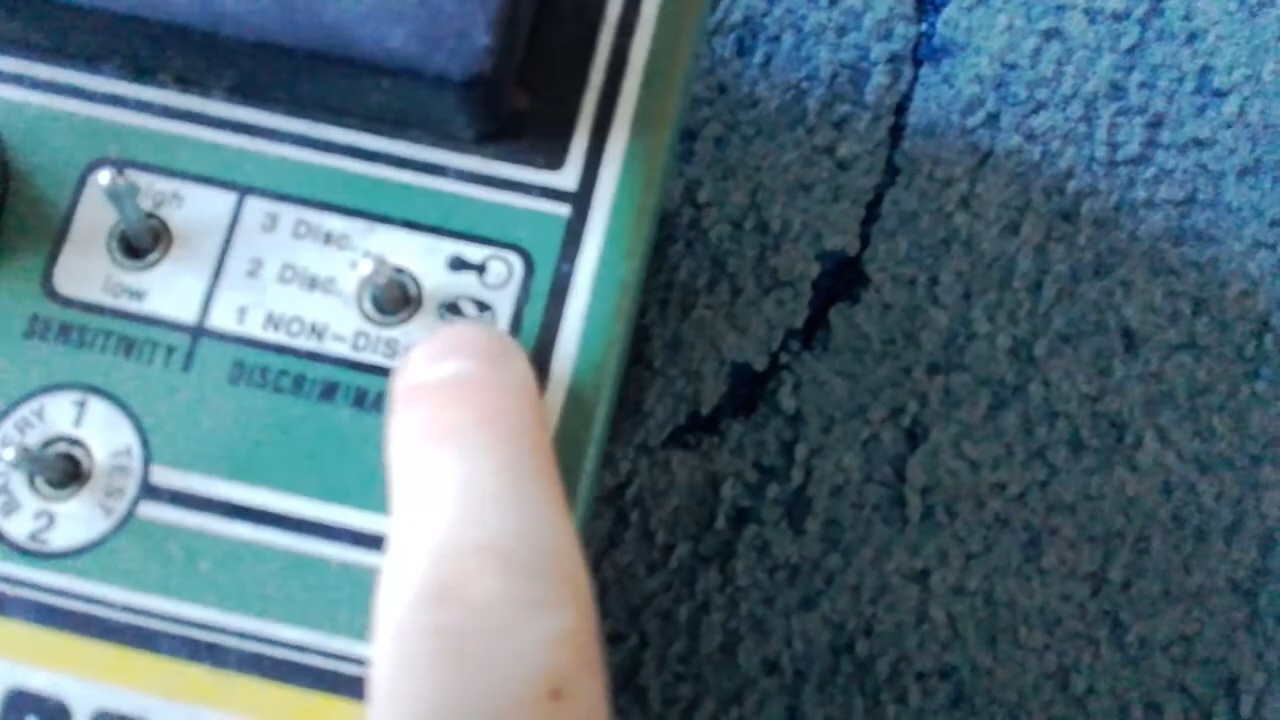 high
low
SENSITIVITY
3 Disc.
2 Disc.
1 NON-DIS
DISCRIMINA
1
TEST
2